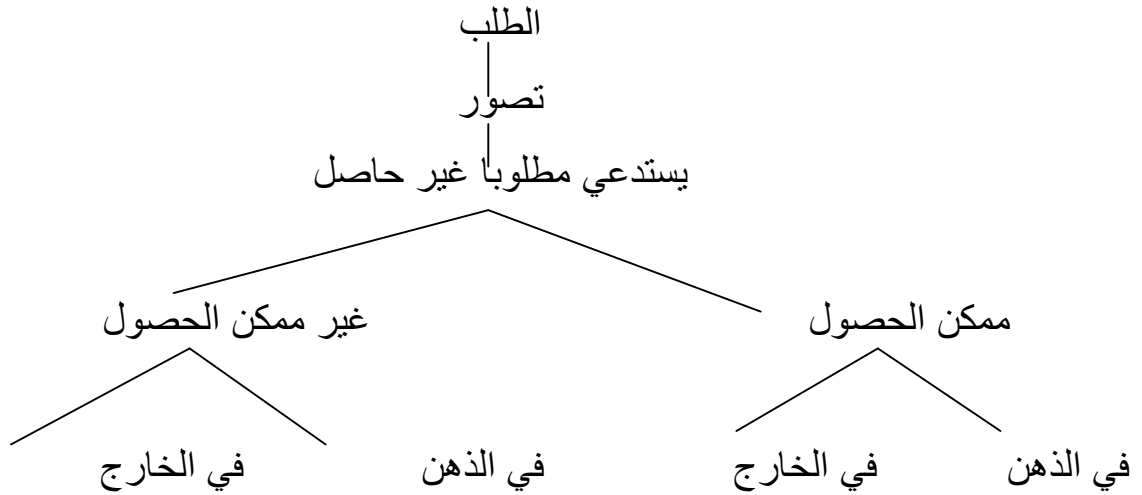 الطلب
تصور
يستدعي مطلوبا غير حاصل
ممكن الحصول
غير ممكن الحصول
في الذهن
في الخارج
في الذهن
في الخارج